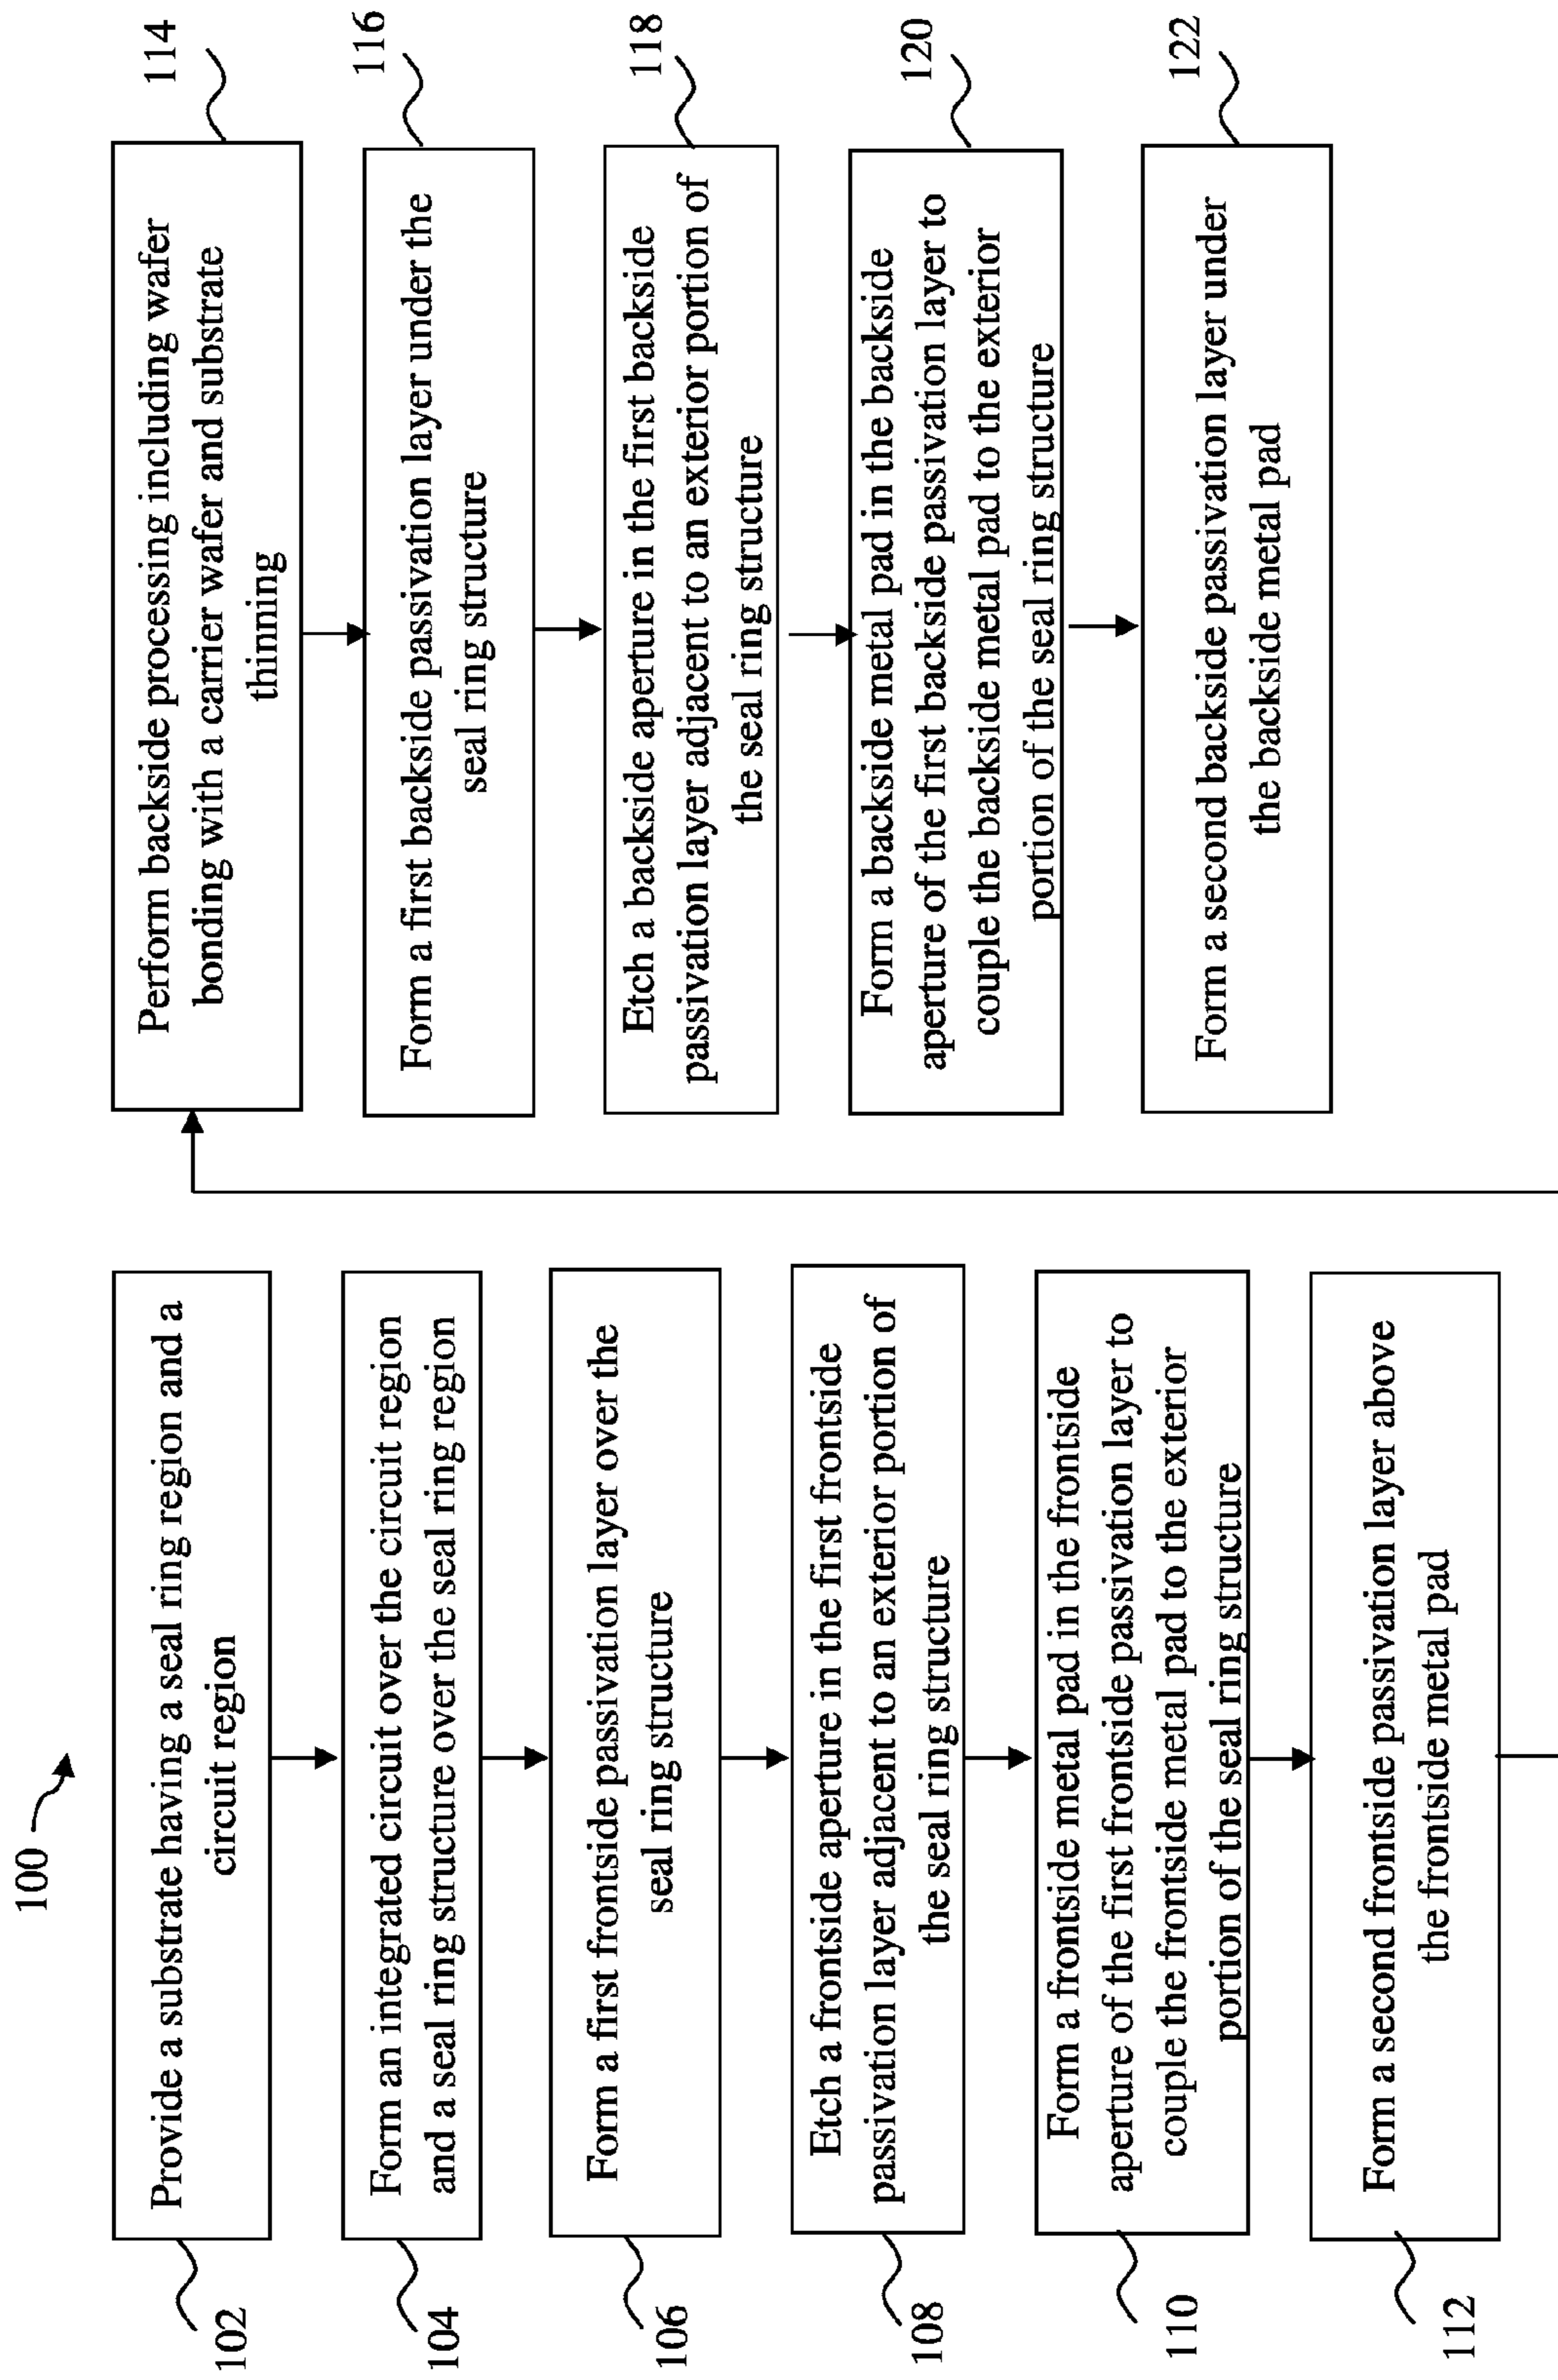 100
102
Provide a substrate having a seal ring region and a
circuit region
104
Form an integrated circuit over the circuit region
and a seal ring structure over the seal ring region
106
Form a first frontside passivation layer over the
seal ring structure
108
Etch a frontside aperture in the first frontside
passivation layer adjacent to an exterior portion of
the seal ring structure
110
Form a frontside metal pad in the frontside
aperture of the first frontside passivation layer to
couple the frontside metal pad to the exterior
portion of the seal ring structure
112
Form a second frontside passivation layer above
the frontside metal pad
114
Perform backside processing including wafer
bonding with a carrier wafer and substrate
thinning
116
Form a first backside passivation layer under the
seal ring structure
118
Etch a backside aperture in the first backside
passivation layer adjacent to an exterior portion of
the seal ring structure
120
Form a backside metal pad in the backside
aperture of the first backside passivation layer to
couple the backside metal pad to the exterior
portion of the seal ring structure
122
Form a second backside passivation layer under
the backside metal pad